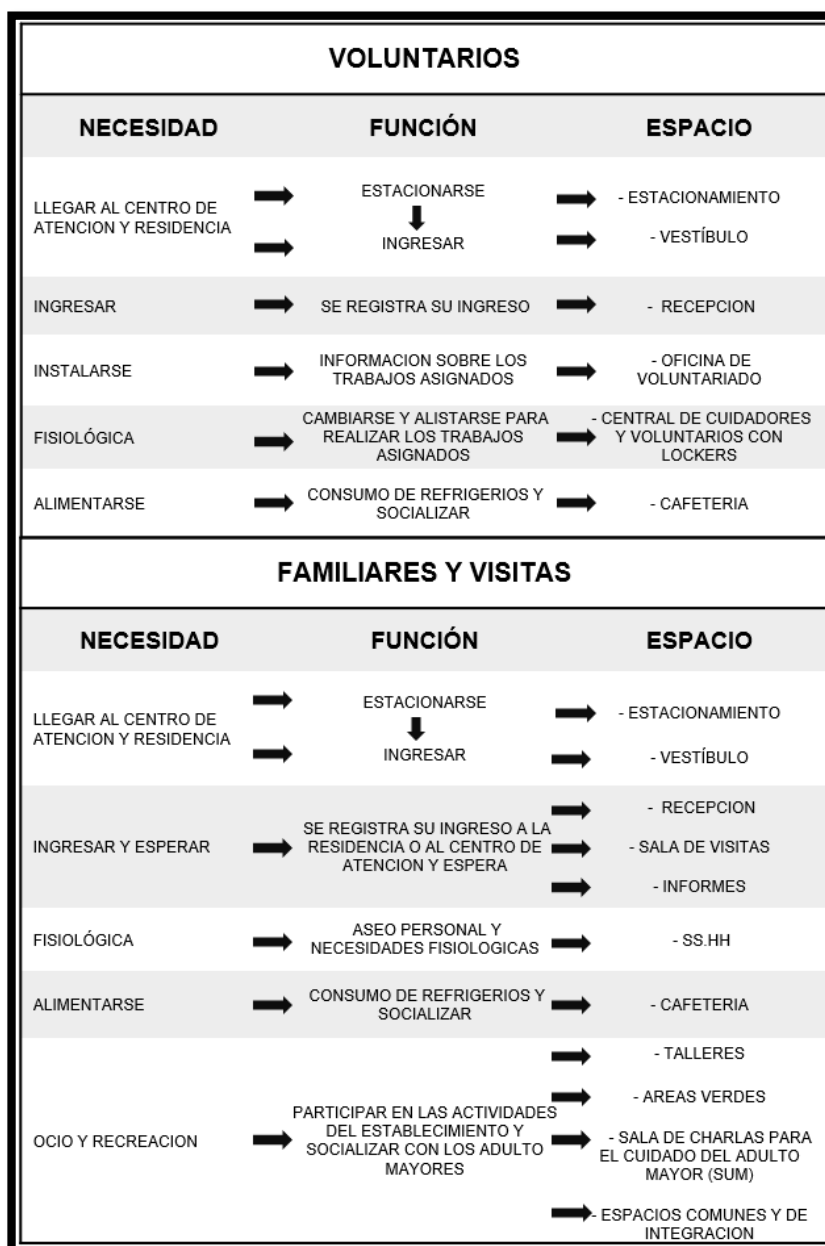 VOLUNTARIOS
NECESIDAD FUNCIÓN ESPACIO
LLEGAR AL CENTRO DE
ATENCION Y RESIDENCIA
ESTACIONARSE
INGRESAR
- ESTACIONAMIENTO
- VESTÍBULO
INGRESAR
SE REGISTRA SU INGRESO
- RECEPCION
INSTALARSE
INFORMACION SOBRE LOS
TRABAJOS ASIGNADOS
- OFICINA DE
VOLUNTARIADO
FISIOLÓGICA
CAMBIARSE Y ALISTARSE PARA
REALIZAR LOS TRABAJOS
ASIGNADOS
- CENTRAL DE CUIDADORES
Y VOLUNTARIOS CON
LOCKERS
ALIMENTARSE
CONSUMO DE REFRIGERIOS Y
SOCIALIZAR
- CAFETERIA
FAMILIARES Y VISITAS
NECESIDAD FUNCIÓN ESPACIO
LLEGAR AL CENTRO DE
ATENCION Y RESIDENCIA
ESTACIONARSE
INGRESAR
- ESTACIONAMIENTO
- VESTÍBULO
INGRESAR Y ESPERAR
SE REGISTRA SU INGRESO A LA
RESIDENCIA O AL CENTRO DE
ATENCION Y ESPERA
- RECEPCION
- SALA DE VISITAS
- INFORMES
FISIOLÓGICA
ASEO PERSONAL Y
NECESIDADES FISIOLOGICAS
- SS.HH
ALIMENTARSE
CONSUMO DE REFRIGERIOS Y
SOCIALIZAR
- CAFETERIA
OCIO Y RECREACION
PARTICIPAR EN LAS ACTIVIDADES
DEL ESTABLECIMIENTO Y
SOCIALIZAR CON LOS ADULTO
MAYORES
- TALLERES
- AREAS VERDES
- SALA DE CHARLAS PARA
EL CUIDADO DEL ADULTO
MAYOR (SUM)
- ESPACIOS COMUNES Y DE
INTEGRACION